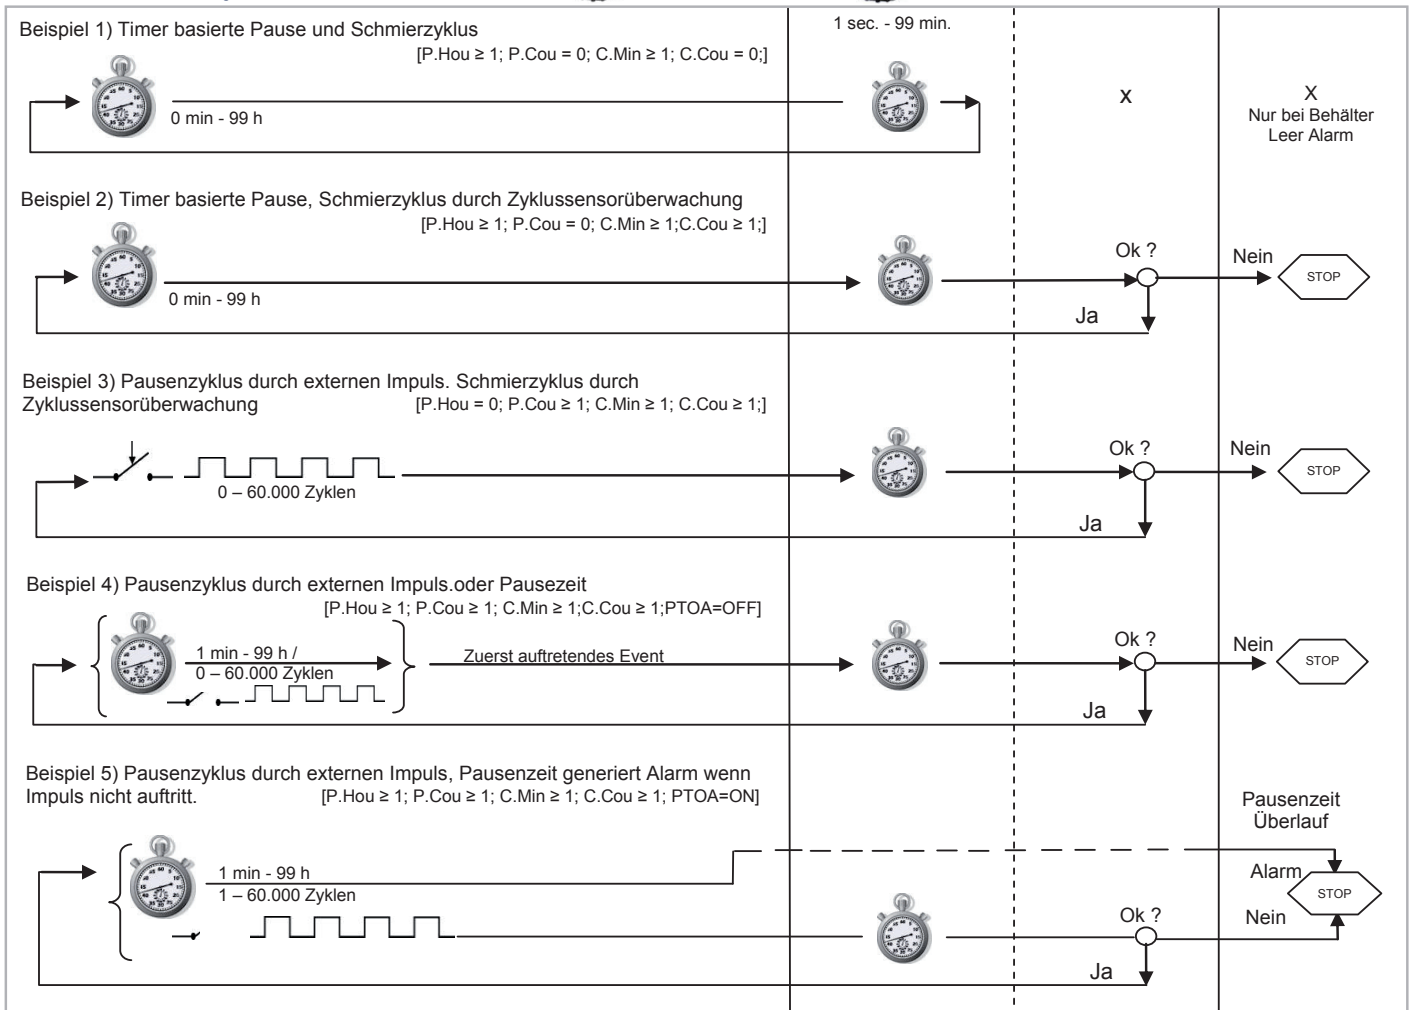 Beispiel 1) Timer basierte Pause und Schmierzyklus
1 sec. - 99 min.
[P.Hou ≥ 1; P.Cou = 0; C.Min ≥ 1; C.Cou = 0;]
0 min - 99 h
x
X
Nur bei Behälter
Leer Alarm
Beispiel 2) Timer basierte Pause, Schmierzyklus durch Zyklussensorüberwachung
[P.Hou ≥ 1; P.Cou = 0; C.Min ≥ 1;C.Cou ≥ 1;]
0 min - 99 h
Ok ?
Nein
STOP
Ja
Beispiel 3) Pausenzyklus durch externen Impuls. Schmierzyklus durch
Zyklussensorüberwachung
[P.Hou = 0; P.Cou ≥ 1; C.Min ≥ 1; C.Cou ≥ 1;]
0 – 60.000 Zyklen
Ok ?
Nein
STOP
Ja
Beispiel 4) Pausenzyklus durch externen Impuls.oder Pausezeit
[P.Hou ≥ 1; P.Cou ≥ 1; C.Min ≥ 1;C.Cou ≥ 1;PTOA=OFF]
1 min - 99 h /
0 – 60.000 Zyklen
Zuerst auftretendes Event
Ok ?
Nein
STOP
Ja
Beispiel 5) Pausenzyklus durch externen Impuls, Pausenzeit generiert Alarm wenn
Impuls nicht auftritt.
[P.Hou ≥ 1; P.Cou ≥ 1; C.Min ≥ 1; C.Cou ≥ 1; PTOA=ON]
1 min - 99 h
1 – 60.000 Zyklen
Pausenzeit
Überlauf
Alarm
STOP
Ok ?
Nein
Ja